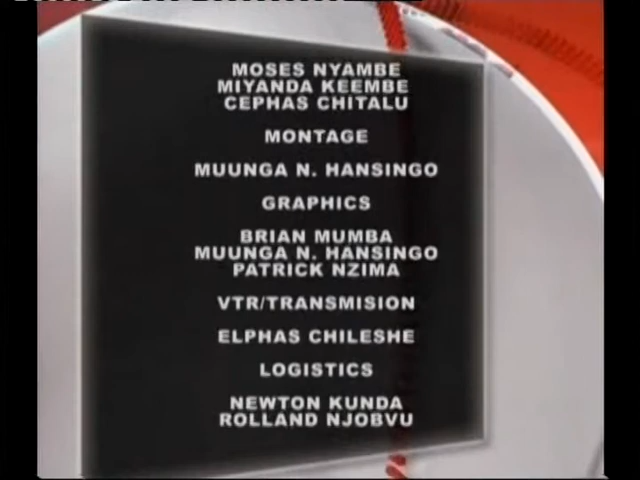 MOSES NYAMBE
MIYANDA KEEMBE
CEPHAS CHITALU
MONTAGE
MUUNGA N. HANSINGO
GRAPHICS
BRIAN MUMBA
MUUNGA N. HANSINGO
PATRICK NZIMA
VTR/TRANSMISION
ELPHAS CHILESHE
LOGISTICS
NEWTON KUNDA
ROLLAND NJOBVU